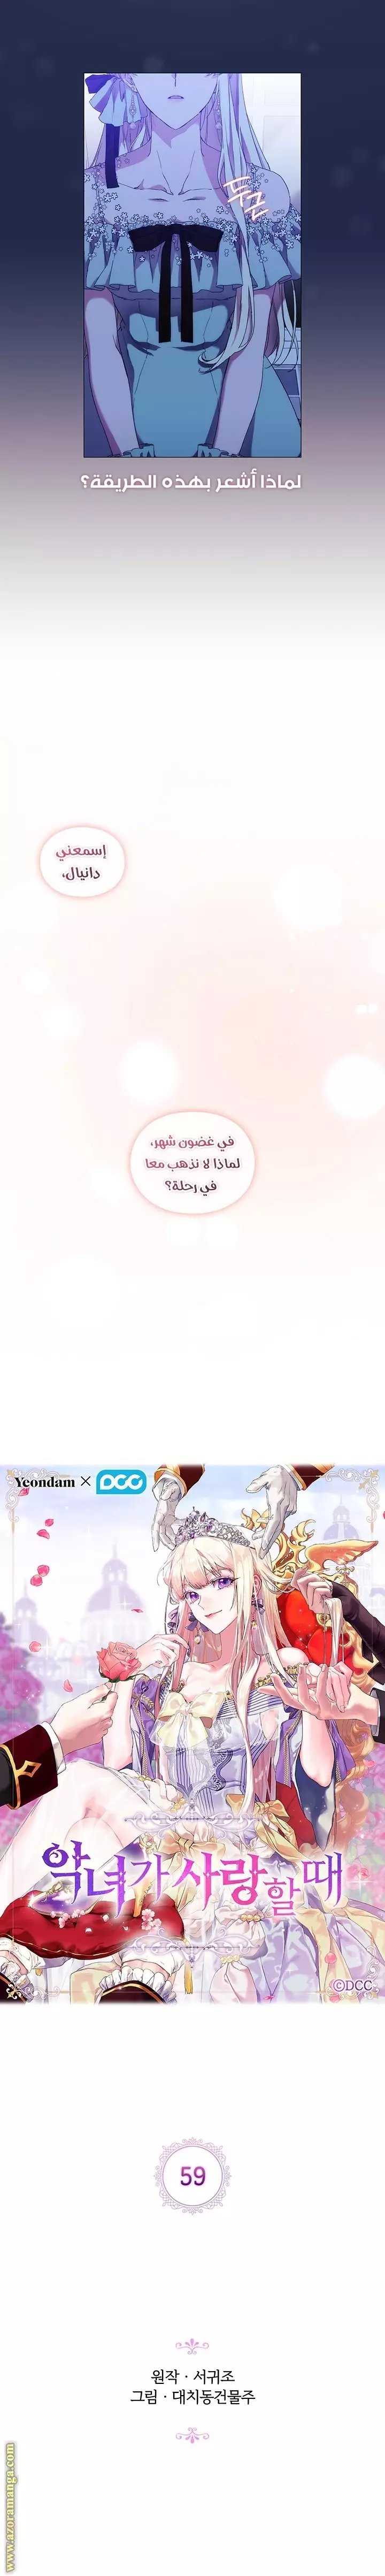 두근
لماذا أشعر بهذه الطريقة؟
إسمعني
دانيال،
في غضون شهر،
لماذا لا نذهب معا
في رحلة؟
Yeondam × DCC
악녀가 사랑할 때
©DCC
59
원작 · 서귀조
그림 · 대치동건물주
www.azoramanga.com